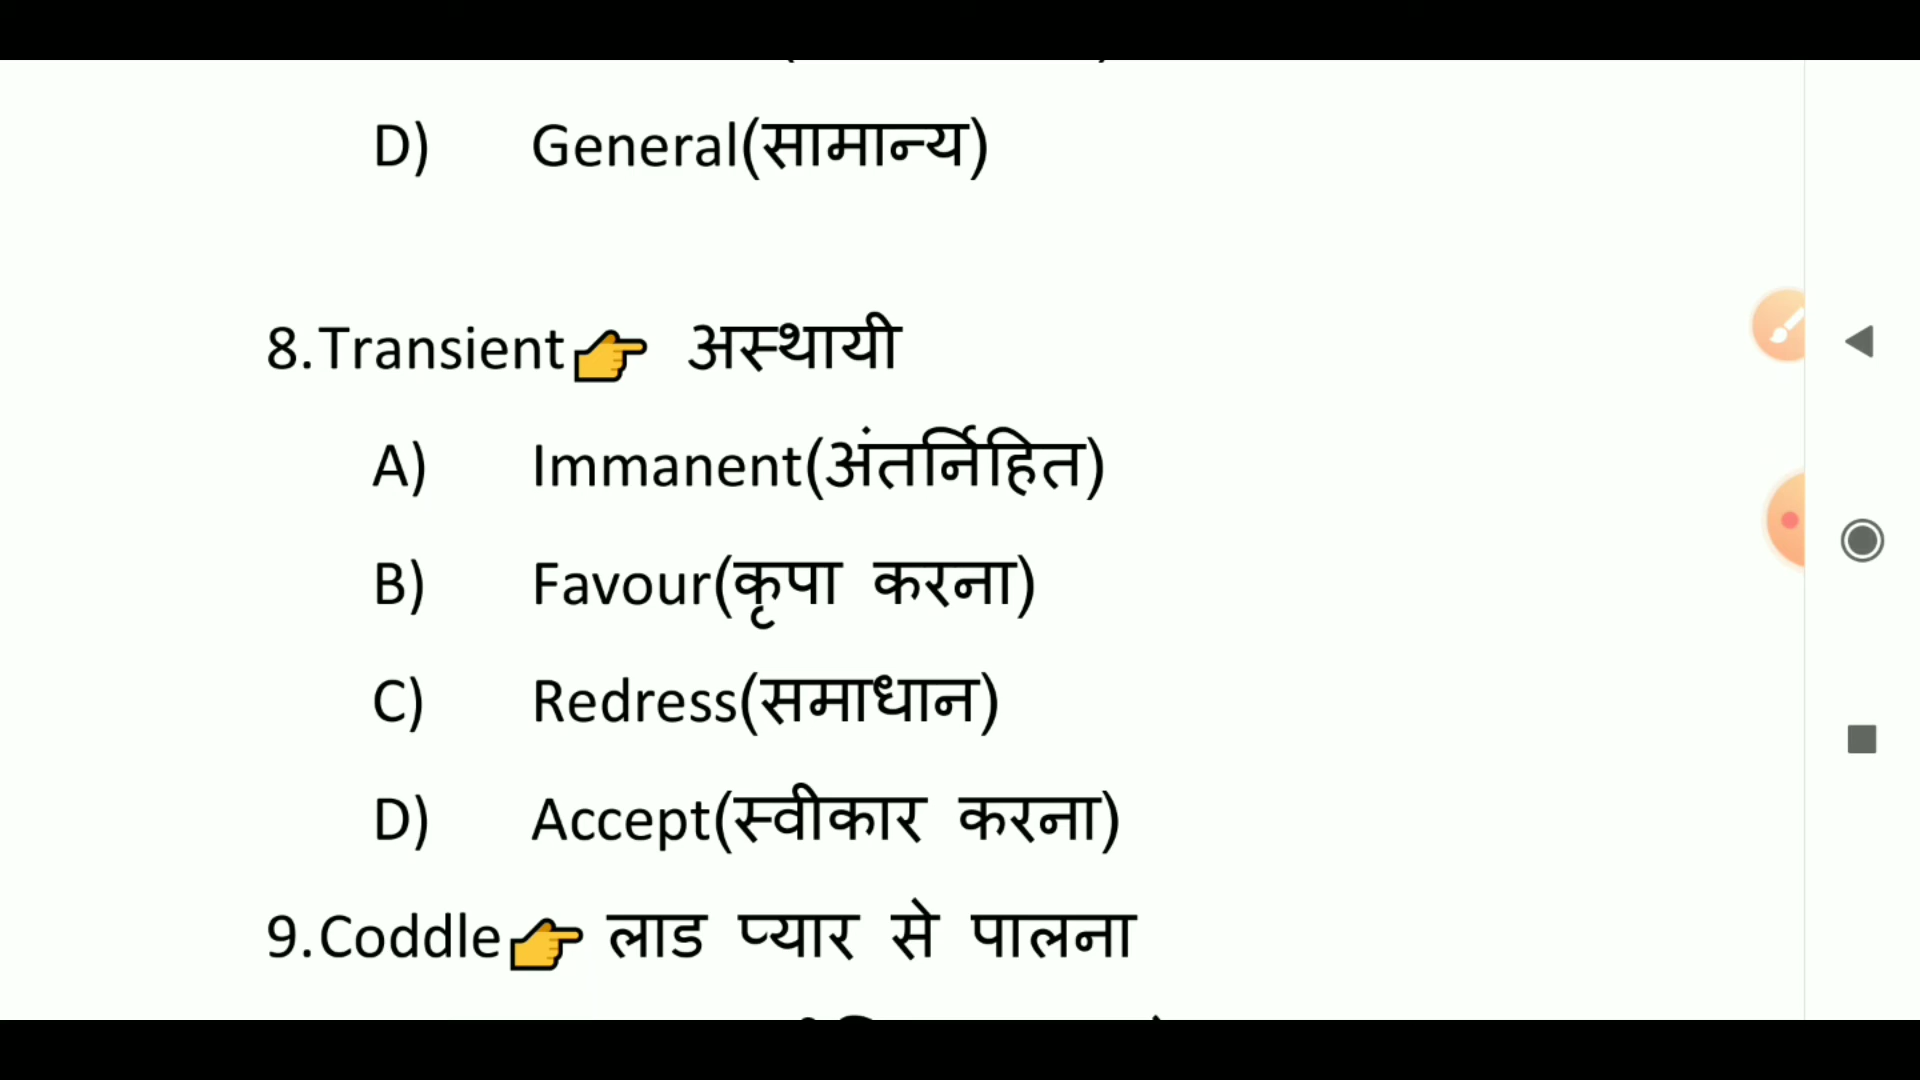 D) General(सामान्य)
8. Transient👉 अस्थायी
A) Immanent(अंतर्निहित)
B) Favour(कृपा करना)
C) Redress(समाधान)
D) Accept(स्वीकार करना)
9. Coddle👉 लाड प्यार से पालना